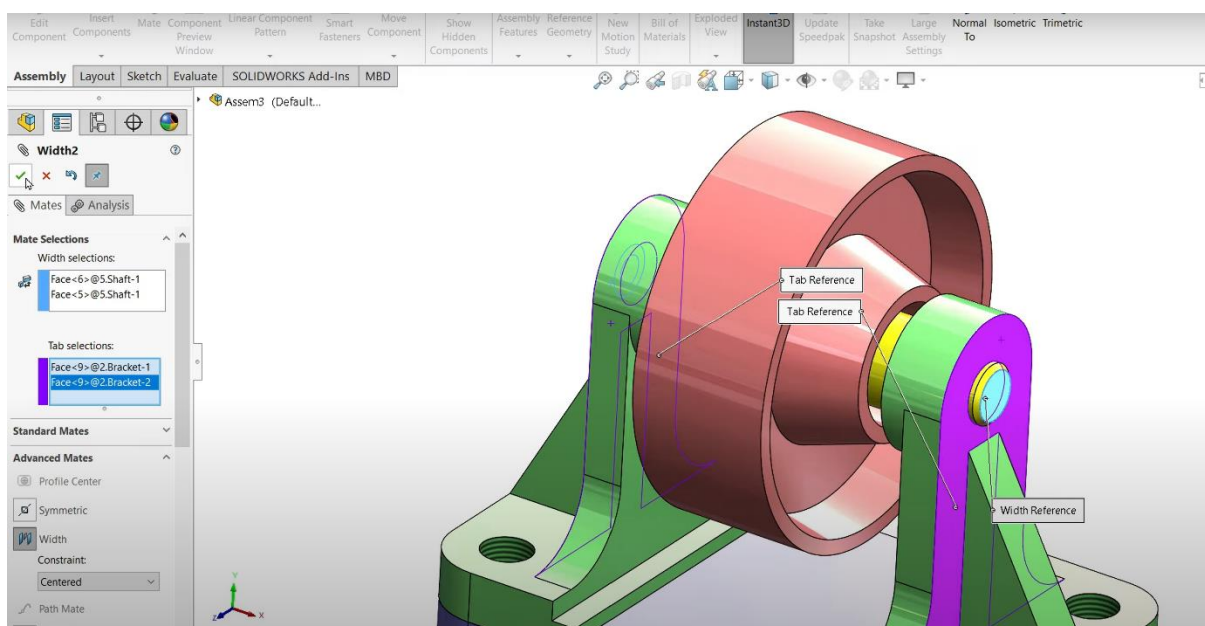 Edit Component
Insert Components
Mate
Component Preview Window
Linear Component Pattern
Smart Fasteners
Move Component
Show Hidden Components
Assembly Features
Reference Geometry
New Motion Study
Bill of Materials
Exploded View
Instant3D
Update Speedpak
Take Snapshot
Large Assembly Settings
Normal To
Isometric
Trimetric
Assembly Layout Sketch Evaluate SOLIDWORKS Add-Ins MBD
Assem3 (Default...
Width2
Mates Analysis
Mate Selections
Width selections:
Face<6>@5.Shaft-1
Face<5>@5.Shaft-1
Tab selections:
Face<9>@2.Bracket-1
Face<9>@2.Bracket-2
Standard Mates
Advanced Mates
Profile Center
Symmetric
Width
Constraint:
Centered
Path Mate
Tab Reference
Tab Reference
Width Reference
Y
Z
X